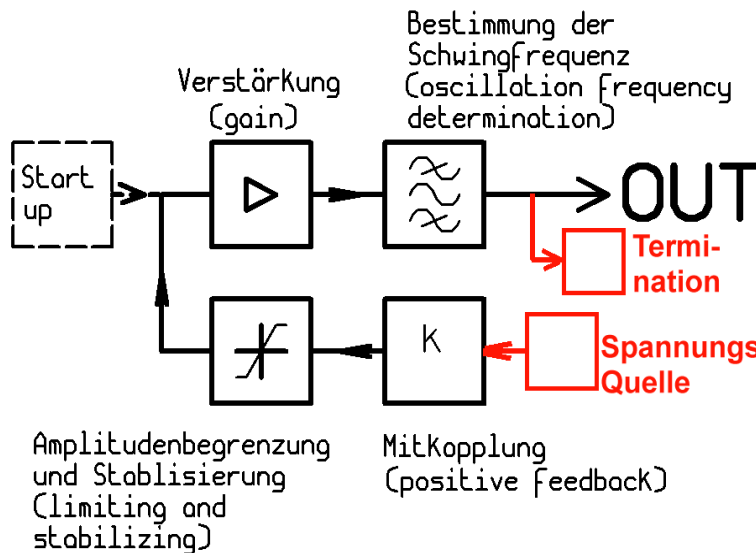 Bestimmung der
Schwingfrequenz
(oscillation frequency
determination)
Verstärkung
(gain)
Start
up
OUT
Termi-
nation
K
Spannungs
Quelle
Amplitudenbegrenzung
und Stablisierung
(limiting and
stabilizing)
Mitkopplung
(positive feedback)